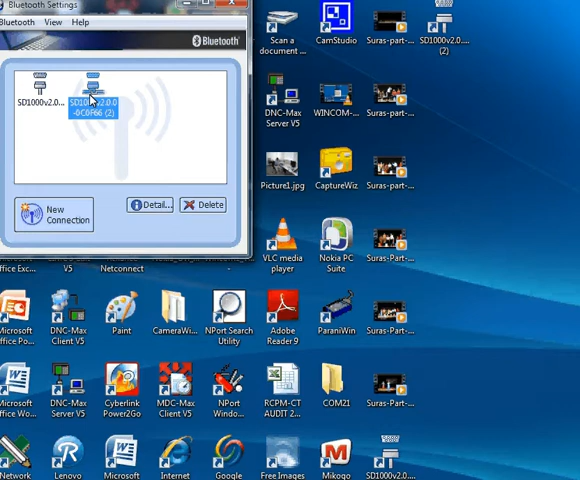 Bluetooth Settings
Bluetooth View Help
Bluetooth
SD1000v2.0...
SD1000v2.0.0
-0C0F66 (2)
New
Connection
Detail...
Delete
Scan a
document ...
CamStudio
Suras-part-...
SD1000v2.0....
(2)
DNC-Max
Server V5
WINCOM-...
Suras-part-...
Picture1.jpg
CaptureWiz
Suras-part-...
VLC media
player
Nokia PC
Suite
Suras-Part-...
ffice Exc...
V5
Netconnect
Microsoft
ffice Po...
DNC-Max
Client V5
Paint
CameraWi...
NPort Search
Utility
Adobe
Reader 9
ParaniWin
Suras-Part-...
Microsoft
ffice Wo...
DNC-Max
Server V5
Cyberlink
Power2Go
MDC-Max
Client V5
NPort
Windo...
RCPM-CT
AUDIT 2...
COM21
Suras-Part-...
Network
Lenovo
Microsoft
Internet
Google
Free Images
Mikogo
SD1000v2.0....